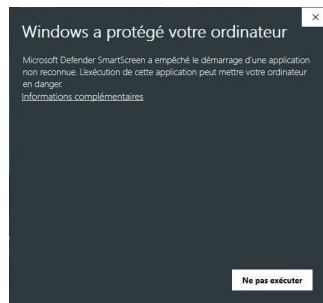 Windows a protégé votre ordinateur
Microsoft Defender SmartScreen a empêché le démarrage d'une application
non reconnue. L'exécution de cette application peut mettre votre ordinateur
en danger.
Informations complémentaires
Ne pas exécuter